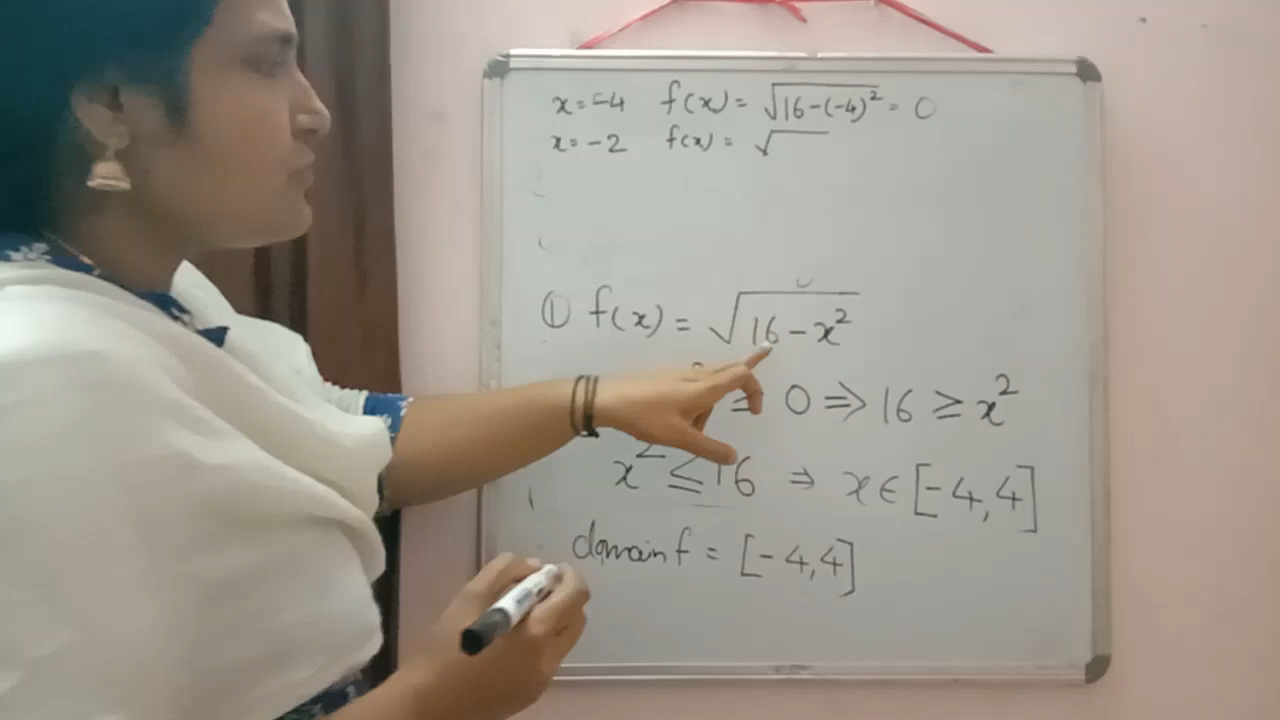 x=-4 f(x) = √16-(-4)² = 0
x=-2 f(x) = √
① f(x) = √16-x²
≥ 0 ⇒ 16 ≥ x²
x² ≤ 16 ⇒ x ∈ [-4,4]
domain f = [-4,4]